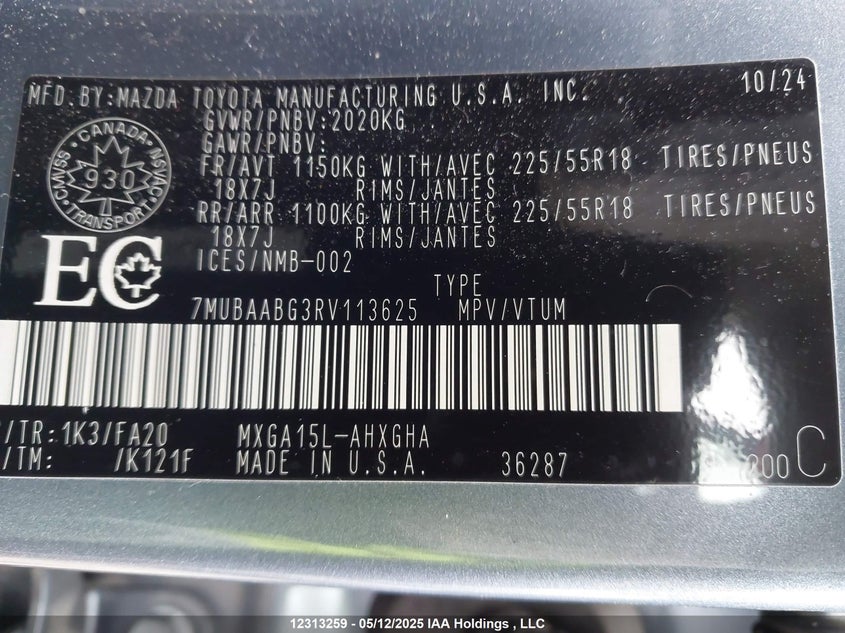 MFD.BY:MAZDA TOYOTA MANUFACTURING U.S.A. INC. 10/24
GVWR/PNBV:2020KG
GAWR/PNBV:
FR/AVT 1150KG WITH/AVEC 225/55R18 TIRES/PNEUS
18X7J RIMS/JANTES
RR/ARR 1100KG WITH/AVEC 225/55R18 TIRES/PNEUS
18X7J RIMS/JANTES
ICES/NMB-002
CANADA
CMVSS NSVAC
930
TRANSPORT
EC
TYPE
7MUBAABG3RV113625 MPV/VTUM
/TR:1K3/FA20 MXGA15L-AHXGHA
/TM: /K121F MADE IN U.S.A. 36287 200 C
12313259 - 05/12/2025 IAA Holdings , LLC